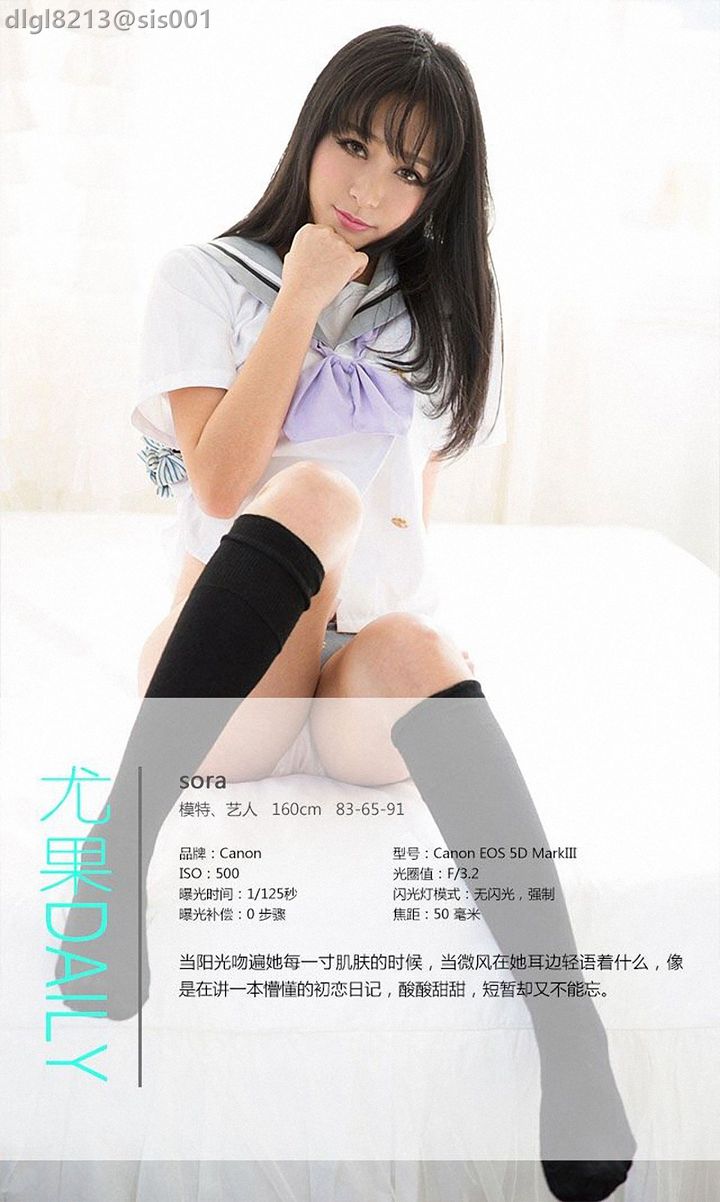 dlgl8213@sis001
尤果DAILY
sora
模特、艺人 160cm 83-65-91
品牌：Canon 型号：Canon EOS 5D MarkIII
ISO：500 光圈值：F/3.2
曝光时间：1/125秒 闪光灯模式：无闪光，强制
曝光补偿：0 步骤 焦距：50 毫米
当阳光吻遍她每一寸肌肤的时候，当微风在她耳边轻语着什么，像
是在讲一本懵懂的初恋日记，酸酸甜甜，短暂却又不能忘。